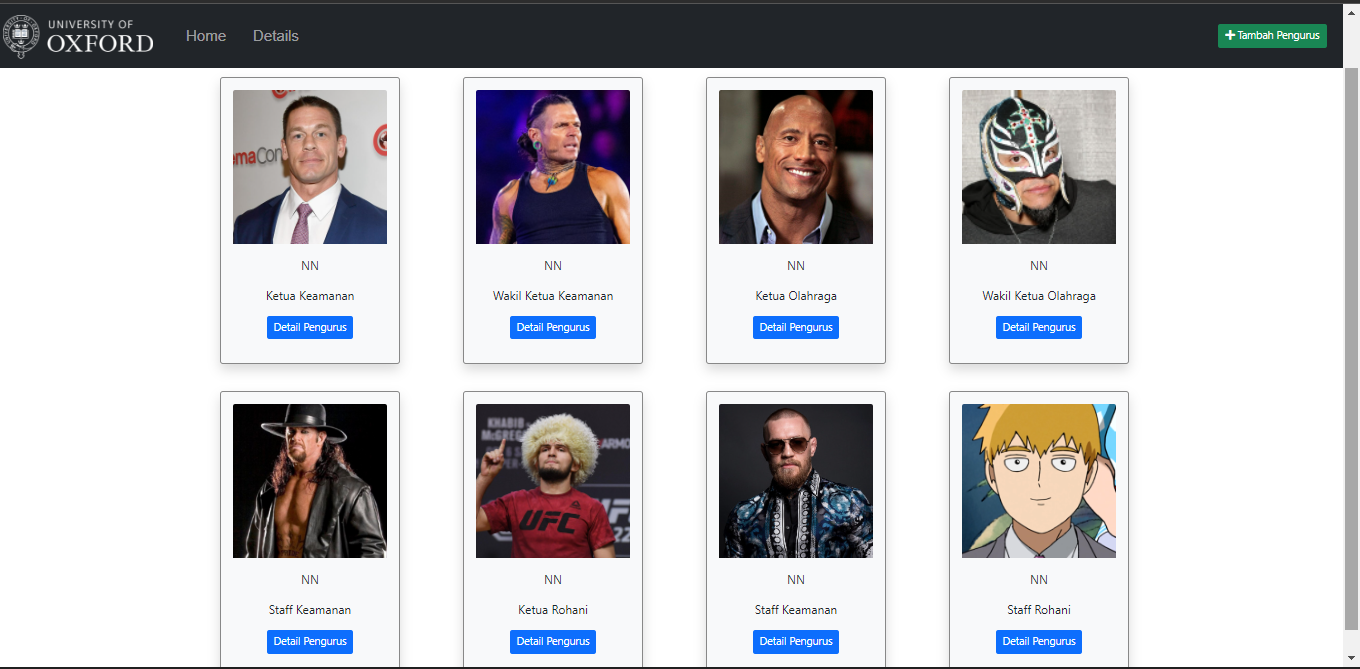 UNIVERSITY OF
OXFORD
Home
Details
Tambah Pengurus
NN
Ketua Keamanan
Detail Pengurus
NN
Wakil Ketua Keamanan
Detail Pengurus
NN
Ketua Olahraga
Detail Pengurus
NN
Wakil Ketua Olahraga
Detail Pengurus
NN
Staff Keamanan
Detail Pengurus
KHABIB
UFC
NN
Ketua Rohani
Detail Pengurus
NN
Staff Keamanan
Detail Pengurus
NN
Staff Rohani
Detail Pengurus